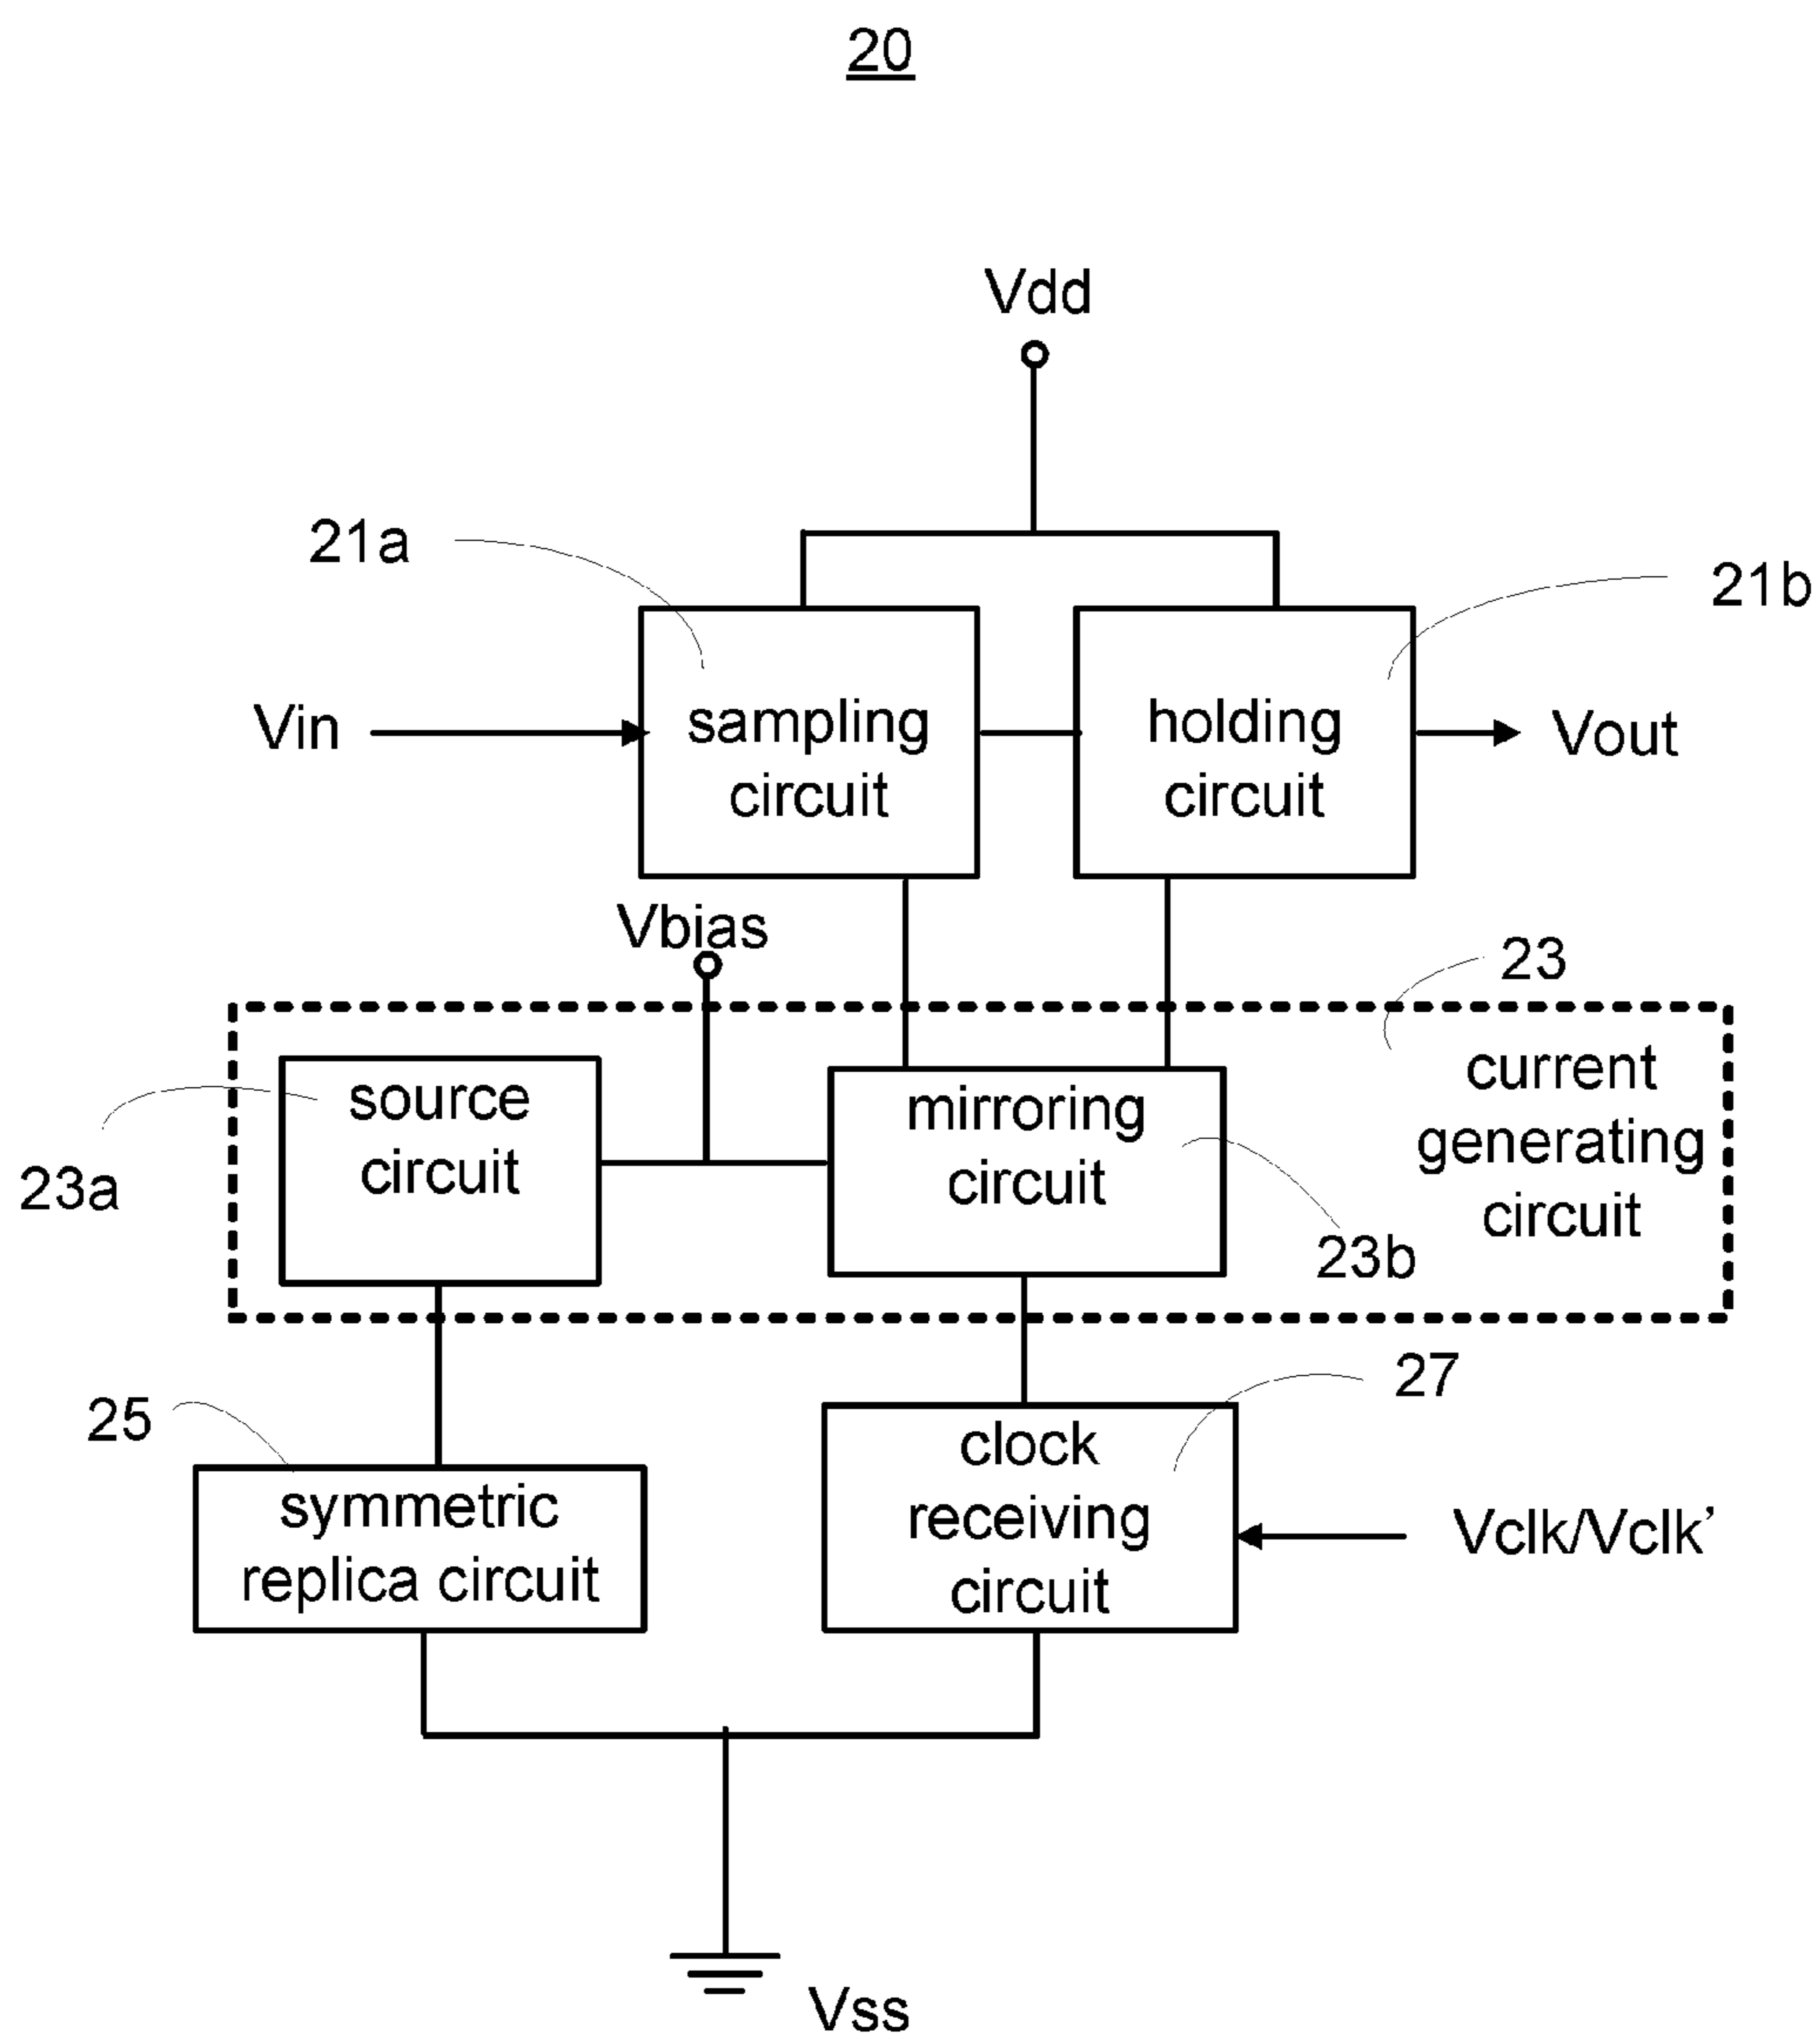 20
Vdd
21a
21b
Vin
sampling
circuit
holding
circuit
Vout
Vbias
23
source
circuit
mirroring
circuit
current
generating
circuit
23a
23b
25
27
symmetric
replica circuit
clock
receiving
circuit
Vclk/Vclk’
Vss